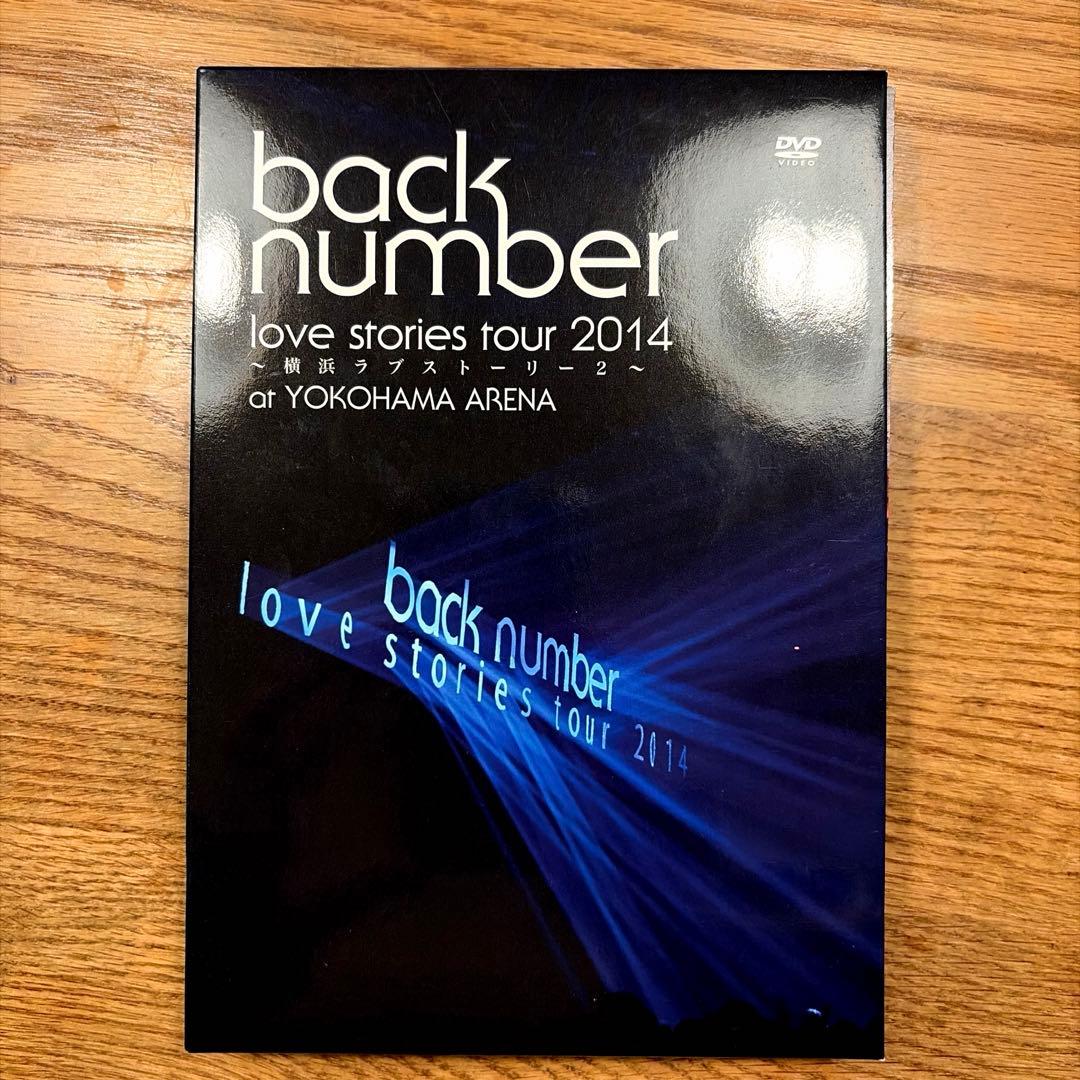 back
number
DVD
VIDEO
love stories tour 2014
～横浜ラブストーリー2～
at YOKOHAMA ARENA
back number
love stories tour 2014